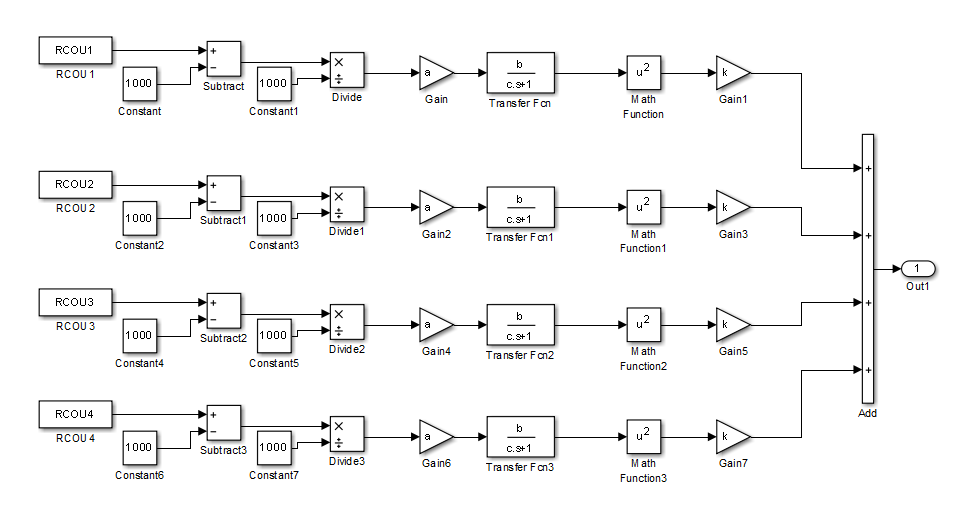 RCOU1
RCOU 1
1000
Constant
+
−
Subtract
1000
Constant1
×
÷
Divide
a
Gain
b
c.s+1
Transfer Fcn
u2
Math
Function
k
Gain1
RCOU2
RCOU 2
1000
Constant2
+
−
Subtract1
1000
Constant3
×
÷
Divide1
a
Gain2
b
c.s+1
Transfer Fcn1
u2
Math
Function1
k
Gain3
RCOU3
RCOU 3
1000
Constant4
+
−
Subtract2
1000
Constant5
×
÷
Divide2
a
Gain4
b
c.s+1
Transfer Fcn2
u2
Math
Function2
k
Gain5
RCOU4
RCOU 4
1000
Constant6
+
−
Subtract3
1000
Constant7
×
÷
Divide3
a
Gain6
b
c.s+1
Transfer Fcn3
u2
Math
Function3
k
Gain7
+
+
+
+
Add
1
Out1